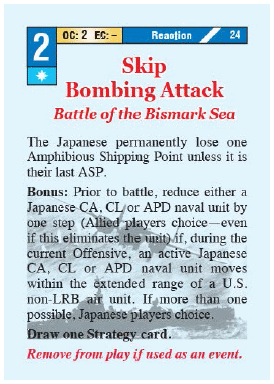 OC: 2 EC: – Reaction 24
2
Skip
Bombing Attack
Battle of the Bismark Sea
The Japanese permanently lose one
Amphibious Shipping Point unless it is
their last ASP.
Bonus: Prior to battle, reduce either a
Japanese CA, CL or APD naval unit by
one step (Allied players choice—even
if this eliminates the unit) if, during the
current Offensive, an active Japanese
CA, CL or APD naval unit moves
within the extended range of a U.S.
non-LRB air unit. If more than one
possible, Japanese players choice.
Draw one Strategy card.
Remove from play if used as an event.